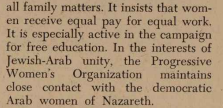 all family matters. It insists that wom-
en receive equal pay for equal work.
It is especially active in the campaign
for free education. In the interests of
Jewish-Arab unity, the Progressive
Women's Organization maintains
close contact with the democratic
Arab women of Nazareth.